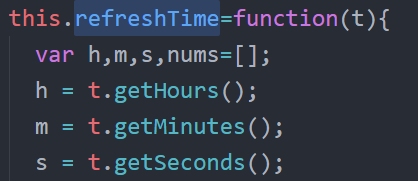 this.refreshTime=function(t){
var h,m,s,nums=[];
h = t.getHours();
m = t.getMinutes();
s = t.getSeconds();